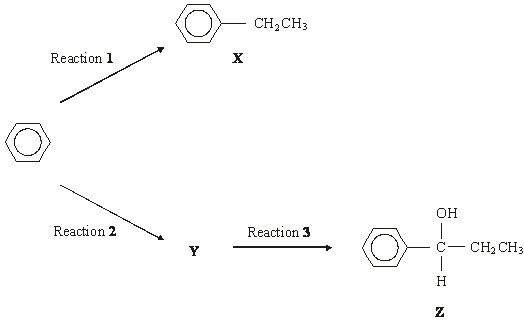 CH₂CH₃
Reaction 1
X
Reaction 2
Y
Reaction 3
OH
C
CH₂CH₃
H
Z